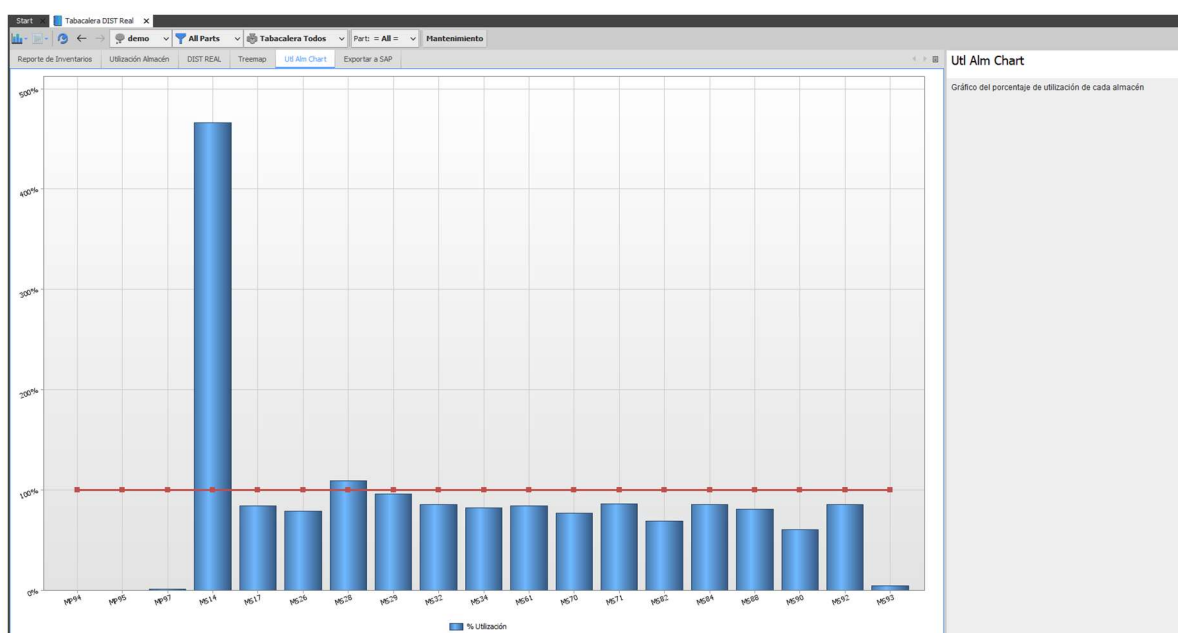 Start
Tabacalera DIST Real
demo
All Parts
Tabacalera Todos
Part: = All =
Mantenimiento
Reporte de Inventarios
Utilización Almacén
DIST REAL
Treemap
Utl Alm Chart
Exportar a SAP
Utl Alm Chart
Gráfico del porcentaje de utilización de cada almacén
500%
400%
300%
200%
100%
0%
MP94
MP95
MP97
MS14
MS17
MS26
MS28
MS29
MS32
MS34
MS61
MS70
MS71
MS82
MS84
MS88
MS90
MS92
MS93
% Utilización